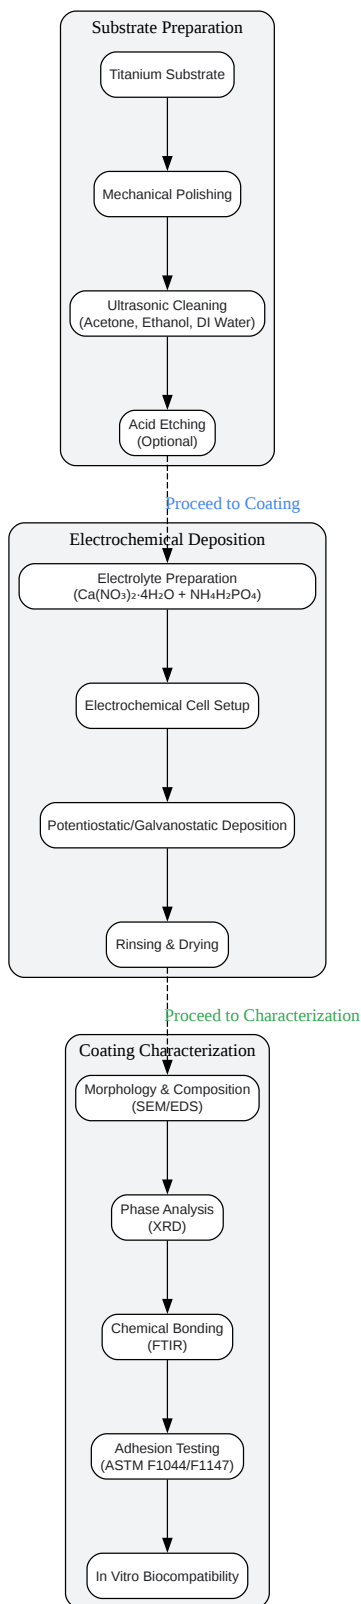 Substrate Preparation
Titanium Substrate
Mechanical Polishing
Ultrasonic Cleaning
(Acetone, Ethanol, DI Water)
Acid Etching
(Optional)
Proceed to Coating
Electrochemical Deposition
Electrolyte Preparation
(Ca(NO₃)₂·4H₂O + NH₄H₂PO₄)
Electrochemical Cell Setup
Potentiostatic/Galvanostatic Deposition
Rinsing & Drying
Proceed to Characterization
Coating Characterization
Morphology & Composition
(SEM/EDS)
Phase Analysis
(XRD)
Chemical Bonding
(FTIR)
Adhesion Testing
(ASTM F1044/F1147)
In Vitro Biocompatibility